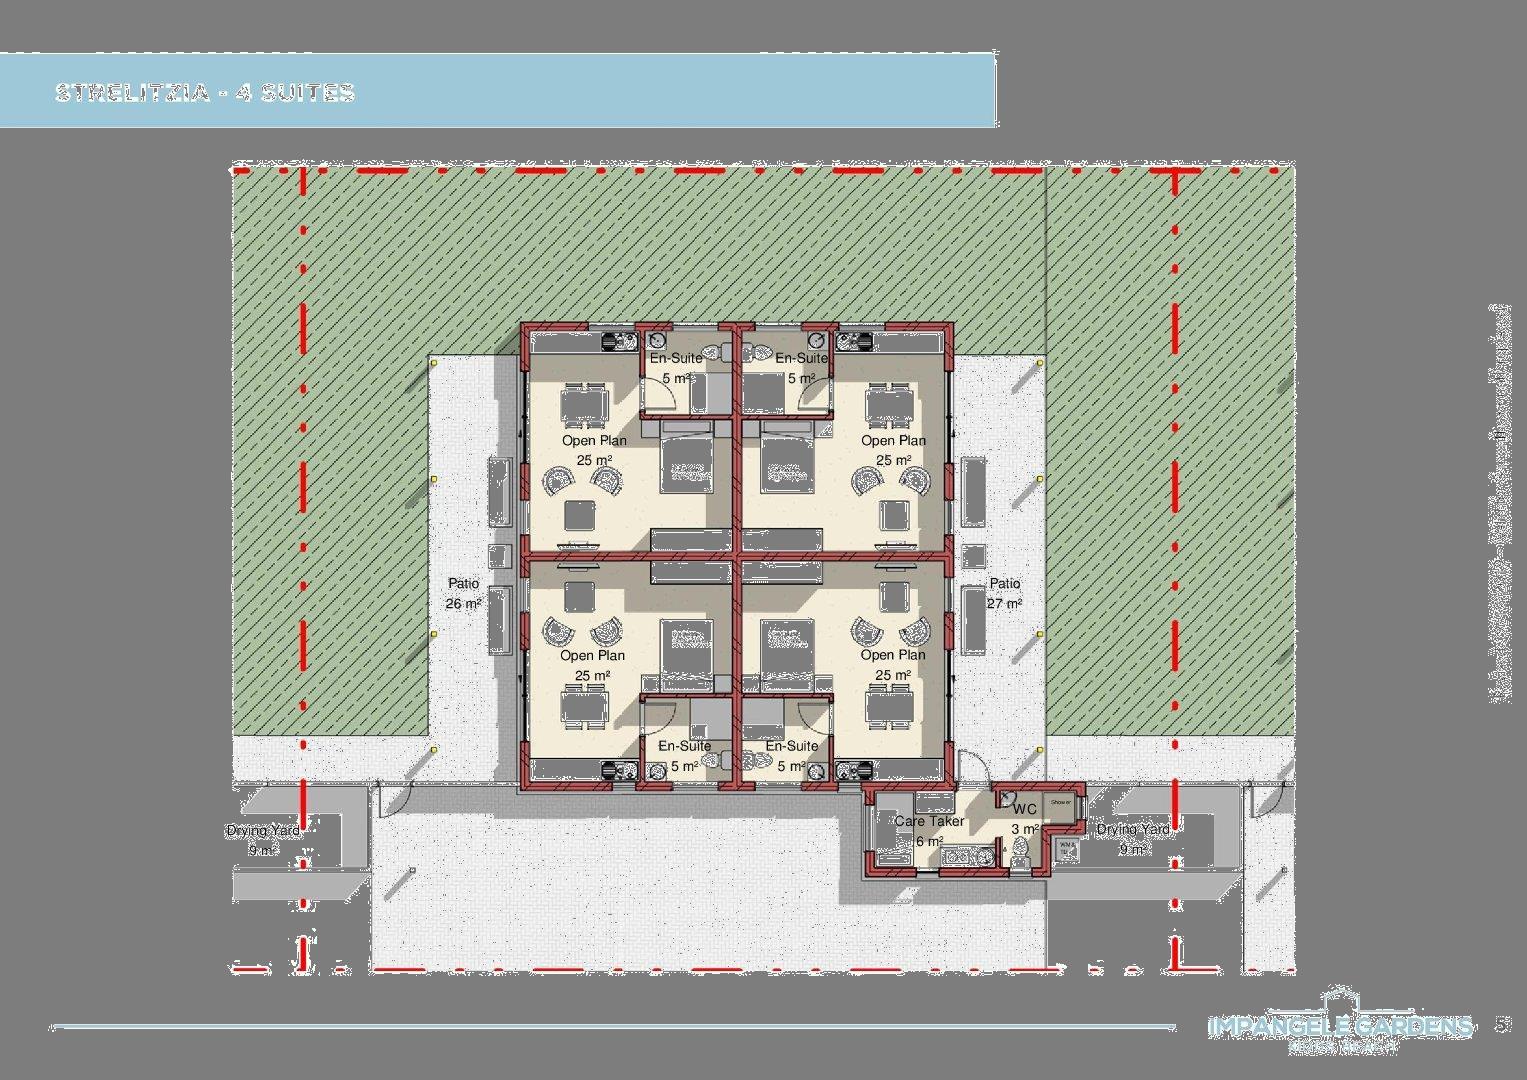 STRELITZIA - 4 SUITES
En-Suite
5 m²
En-Suite
5 m²
Open Plan
25 m²
Open Plan
25 m²
Patio
26 m²
Patio
27 m²
Open Plan
25 m²
Open Plan
25 m²
En-Suite
5 m²
En-Suite
5 m²
Drying Yard
9 m²
Care Taker
6 m²
WC
3 m²
Shower
Drying Yard
9 m²
IMPANGELE GARDENS